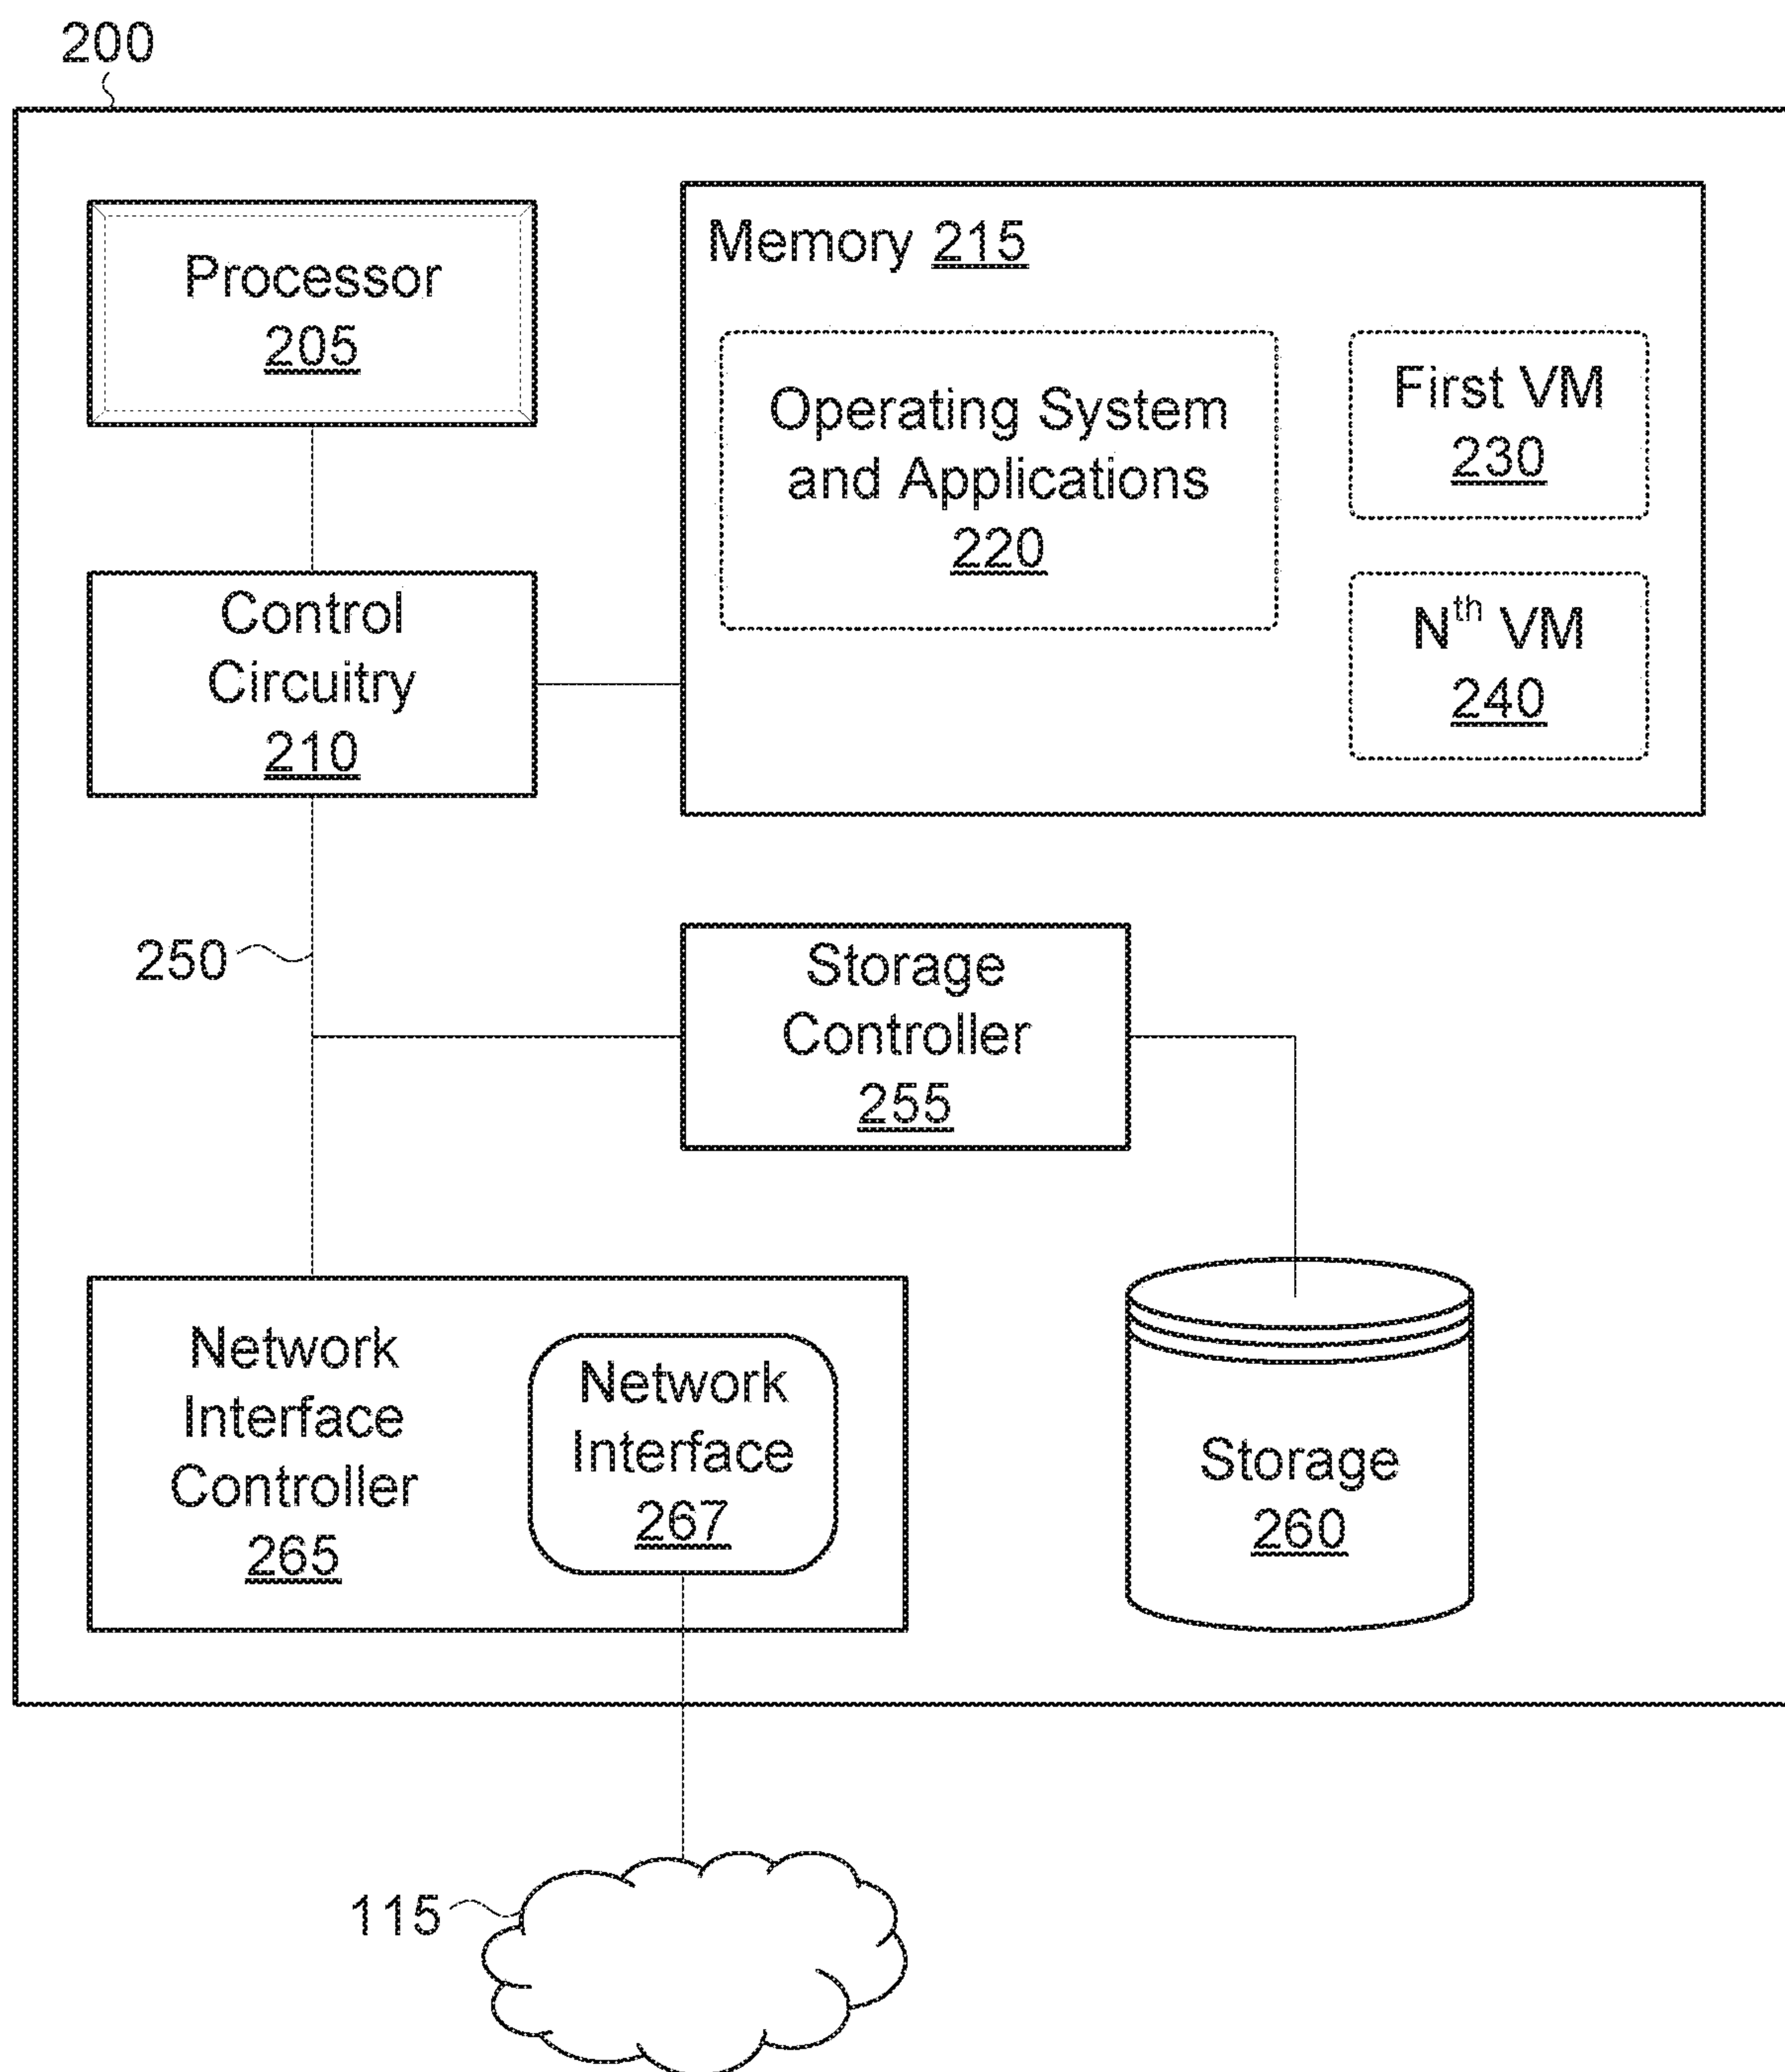 200
Processor
205
Memory 215
Operating System
and Applications
220
First VM
230
Nth VM
240
Control
Circuitry
210
250
Storage
Controller
255
Network
Interface
Controller
265
Network
Interface
267
Storage
260
115